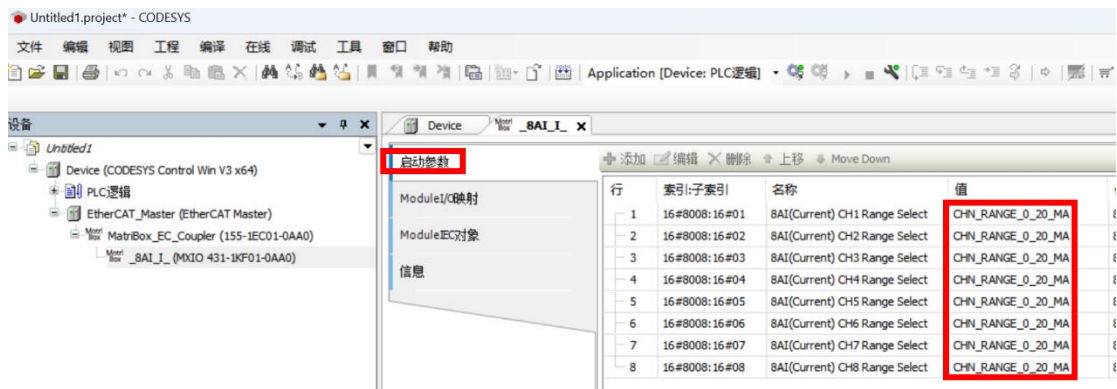 Untitled1.project* - CODESYS
文件 编辑 视图 工程 编译 在线 调试 工具 窗口 帮助
Application [Device: PLC逻辑]
设备
Untitled1
Device (CODESYS Control Win V3 x64)
PLC逻辑
EtherCAT_Master (EtherCAT Master)
MatriBox_EC_Coupler (155-1EC01-0AA0)
_8AI_I_ (MXIO 431-1KF01-0AA0)
Device _8AI_I_
启动参数
ModuleI/O映射
ModuleIEC对象
信息
添加 编辑 删除 上移 Move Down
行 索引:子索引 名称 值
1 16#8008:16#01 8AI(Current) CH1 Range Select CHN_RANGE_0_20_MA
2 16#8008:16#02 8AI(Current) CH2 Range Select CHN_RANGE_0_20_MA
3 16#8008:16#03 8AI(Current) CH3 Range Select CHN_RANGE_0_20_MA
4 16#8008:16#04 8AI(Current) CH4 Range Select CHN_RANGE_0_20_MA
5 16#8008:16#05 8AI(Current) CH5 Range Select CHN_RANGE_0_20_MA
6 16#8008:16#06 8AI(Current) CH6 Range Select CHN_RANGE_0_20_MA
7 16#8008:16#07 8AI(Current) CH7 Range Select CHN_RANGE_0_20_MA
8 16#8008:16#08 8AI(Current) CH8 Range Select CHN_RANGE_0_20_MA